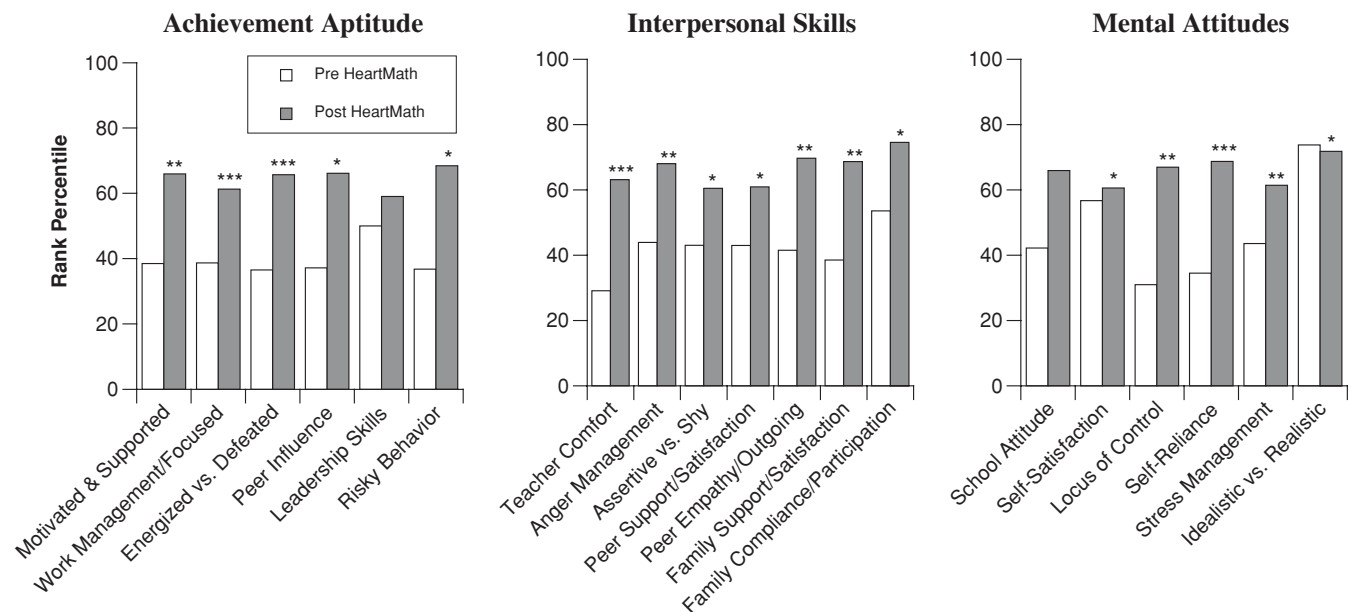 Achievement Aptitude
Interpersonal Skills
Mental Attitudes
Rank Percentile
100
80
60
40
20
0
Pre HeartMath
Post HeartMath
**
***
***
*
*
Motivated & Supported
Work Management/Focused
Energized vs. Defeated
Peer Influence
Leadership Skills
Risky Behavior
100
80
60
40
20
0
***
**
*
*
**
**
*
Teacher Comfort
Anger Management
Assertive vs. Shy
Peer Support/Satisfaction
Peer Empathy/Outgoing
Family Support/Satisfaction
Family Compliance/Participation
100
80
60
40
20
0
*
**
***
**
*
School Attitude
Self-Satisfaction
Locus of Control
Self-Reliance
Stress Management
Idealistic vs. Realistic